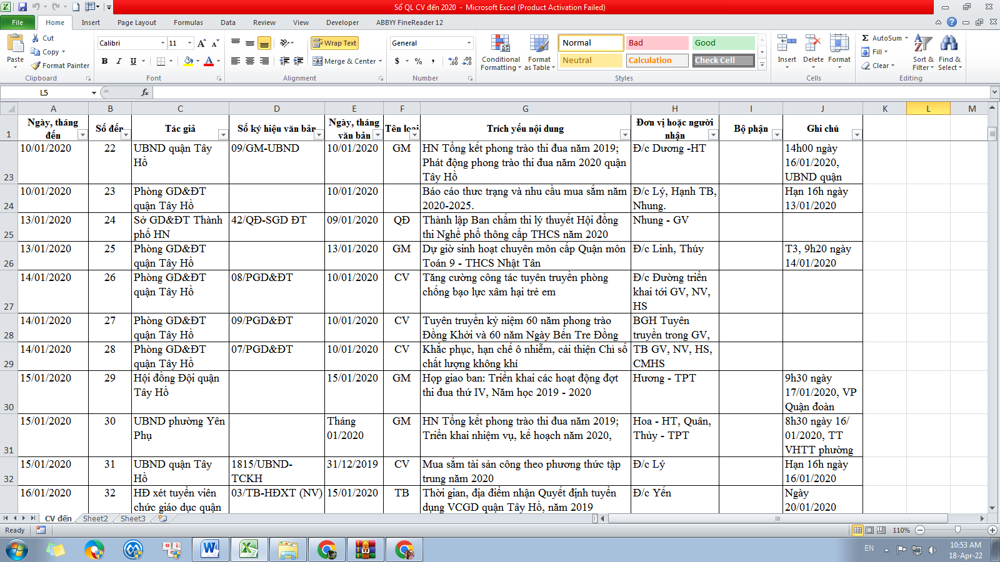 Sổ QL CV đến 2020 - Microsoft Excel (Product Activation Failed)
File Home Insert Page Layout Formulas Data Review View Developer ABBYY FineReader 12
Paste Cut Copy Format Painter Clipboard
Calibri 11 B I U Font
Wrap Text Merge & Center Alignment
General $ % , Number
Conditional Formatting Format as Table
Normal Bad Good
Neutral Calculation Check Cell
Styles
Insert Delete Format Cells
AutoSum Fill Clear Sort & Filter Find & Select Editing
L5 fx
A B C D E F G H I J K L M
1 Ngày, tháng đến Số đến Tác giả Số ký hiệu văn bản Ngày, tháng văn bản Tên loại Trích yếu nội dung Đơn vị hoặc người nhận Bộ phận Ghi chú
23 10/01/2020 22 UBND quận Tây Hồ 09/GM-UBND 10/01/2020 GM HN Tổng kết phong trào thi đua năm 2019; Phát động phong trào thi đua năm 2020 quận Tây Hồ Đ/c Dương -HT 14h00 ngày 16/01/2020, UBND quận
24 10/01/2020 23 Phòng GD&ĐT quận Tây Hồ 10/01/2020 Báo cáo thưc trạng và nhu cầu mua sắm năm 2020-2025. Đ/c Lý, Hạnh TB, Nhung. Hạn 16h ngày 13/01/2020
25 13/01/2020 24 Sở GD&ĐT Thành phố HN 42/QĐ-SGD ĐT 09/01/2020 QĐ Thành lập Ban chấm thi lý thuyết Hội đồng thi Nghề phổ thông cấp THCS năm 2020 Nhung - GV
26 13/01/2020 25 Phòng GD&ĐT quận Tây Hồ 13/01/2020 GM Dự giờ sinh hoạt chuyên môn cấp Quận môn Toán 9 - THCS Nhật Tân Đ/c Linh, Thúy T3, 9h20 ngày 14/01/2020
27 14/01/2020 26 Phòng GD&ĐT quận Tây Hồ 08/PGD&ĐT 10/01/2020 CV Tăng cường công tác tuyên truyền phòng chống bạo lực xâm hại trẻ em Đ/c Đường triển khai tới GV, NV, HS
28 14/01/2020 27 Phòng GD&ĐT quận Tây Hồ 09/PGD&ĐT 10/01/2020 CV Tuyên truyền kỷ niệm 60 năm phong trào Đồng Khởi và 60 năm Ngày Bến Tre Đồng BGH Tuyên truyền trong GV,
29 14/01/2020 28 Phòng GD&ĐT quận Tây Hồ 07/PGD&ĐT 10/01/2020 CV Khắc phục, hạn chế ô nhiễm, cải thiện Chỉ số chất lượng không khí TB GV, NV, HS, CMHS
30 15/01/2020 29 Hội đồng Đội quận Tây Hồ 15/01/2020 GM Họp giao ban: Triển khai các hoạt động đợt thi đua thứ IV, Năm học 2019 - 2020 Hương - TPT 9h30 ngày 17/01/2020, VP Quận đoàn
31 15/01/2020 30 UBND phường Yên Phụ Tháng 01/2020 GM HN Tổng kết phong trào thi đua năm 2019; Triển khai nhiệm vụ, kế hoạch năm 2020, Hoa - HT, Quân, Thủy - TPT 8h30 ngày 16/01/2020, TT VHTT phường
32 15/01/2020 31 UBND quận Tây Hồ 1815/UBND-TCKH 31/12/2019 CV Mua sắm tài sản công theo phương thức tập trung năm 2020 Đ/c Lý Hạn 16h ngày 16/01/2020
16/01/2020 32 HĐ xét tuyển viên chức giáo dục quận 03/TB-HĐXT (NV) 15/01/2020 TB Thời gian, địa điểm nhận Quyết định tuyển dụng VCGD quận Tây Hồ, năm 2019 Đ/c Yến Ngày 20/01/2020
CV đến Sheet2 Sheet3
Ready 110%
EN 10:53 AM
18-Apr-22